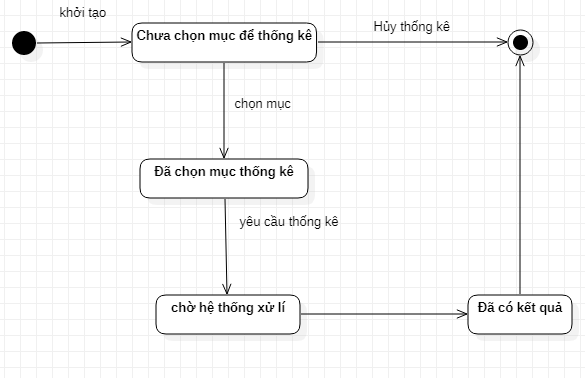 khởi tạo
Chưa chọn mục để thống kê
Hủy thống kê
chọn mục
Đã chọn mục thống kê
yêu cầu thống kê
chờ hệ thống xử lí
Đã có kết quả